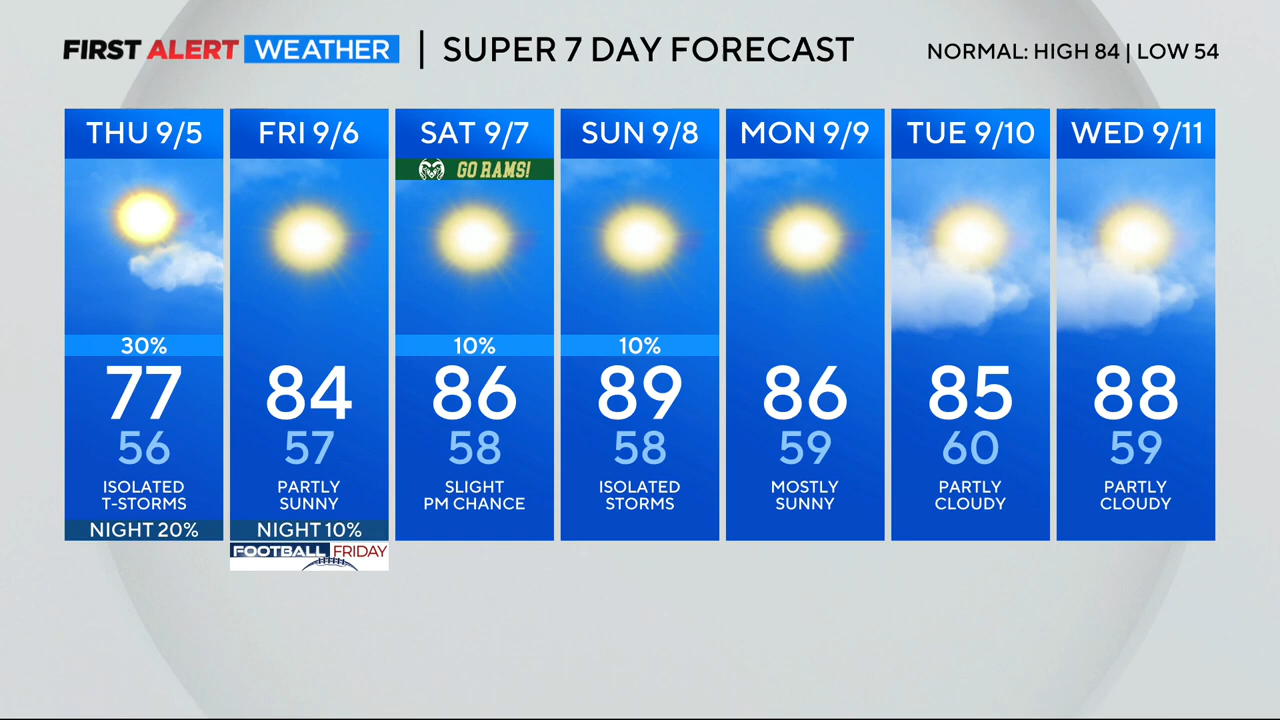 FIRST ALERT WEATHER | SUPER 7 DAY FORECAST
NORMAL: HIGH 84 | LOW 54
THU 9/5
30%
77
56
ISOLATED
T-STORMS
NIGHT 20%
FRI 9/6
84
57
PARTLY
SUNNY
NIGHT 10%
FOOTBALL FRIDAY
SAT 9/7
GO RAMS!
10%
86
58
SLIGHT
PM CHANCE
SUN 9/8
10%
89
58
ISOLATED
STORMS
MON 9/9
86
59
MOSTLY
SUNNY
TUE 9/10
85
60
PARTLY
CLOUDY
WED 9/11
88
59
PARTLY
CLOUDY